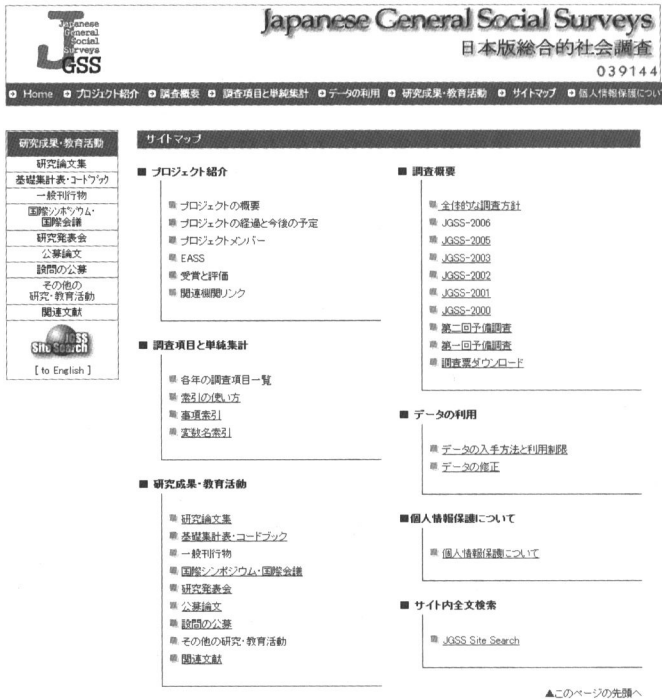 Japanese
General
Social
Surveys
JGSS
Japanese General Social Surveys
日本版総合的社会調査
039144
Home プロジェクト紹介 調査概要 調査項目と単純集計 データの利用 研究成果・教育活動 サイトマップ 個人情報保護につい
研究成果・教育活動
研究論文集
基礎集計表・コードブック
一般刊行物
国際シンポジウム・
国際会議
研究発表会
公募論文
設問の公募
その他の
研究・教育活動
関連文献
JGSS
Site Search
[ to English ]
サイトマップ
■ プロジェクト紹介
プロジェクトの概要
プロジェクトの経過と今後の予定
プロジェクトメンバー
EASS
受賞と評価
関連機関リンク
■ 調査項目と単純集計
各年の調査項目一覧
索引の使い方
事項索引
変数名索引
■ 研究成果・教育活動
研究論文集
基礎集計表・コードブック
一般刊行物
国際シンポジウム・国際会議
研究発表会
公募論文
設問の公募
その他の研究・教育活動
関連文献
■ 調査概要
全体的な調査方針
JGSS-2006
JGSS-2005
JGSS-2003
JGSS-2002
JGSS-2001
JGSS-2000
第二回予備調査
第一回予備調査
調査票ダウンロード
■ データの利用
データの入手方法と利用制限
データの修正
■個人情報保護について
個人情報保護について
■ サイト内全文検索
JGSS Site Search
▲このページの先頭へ